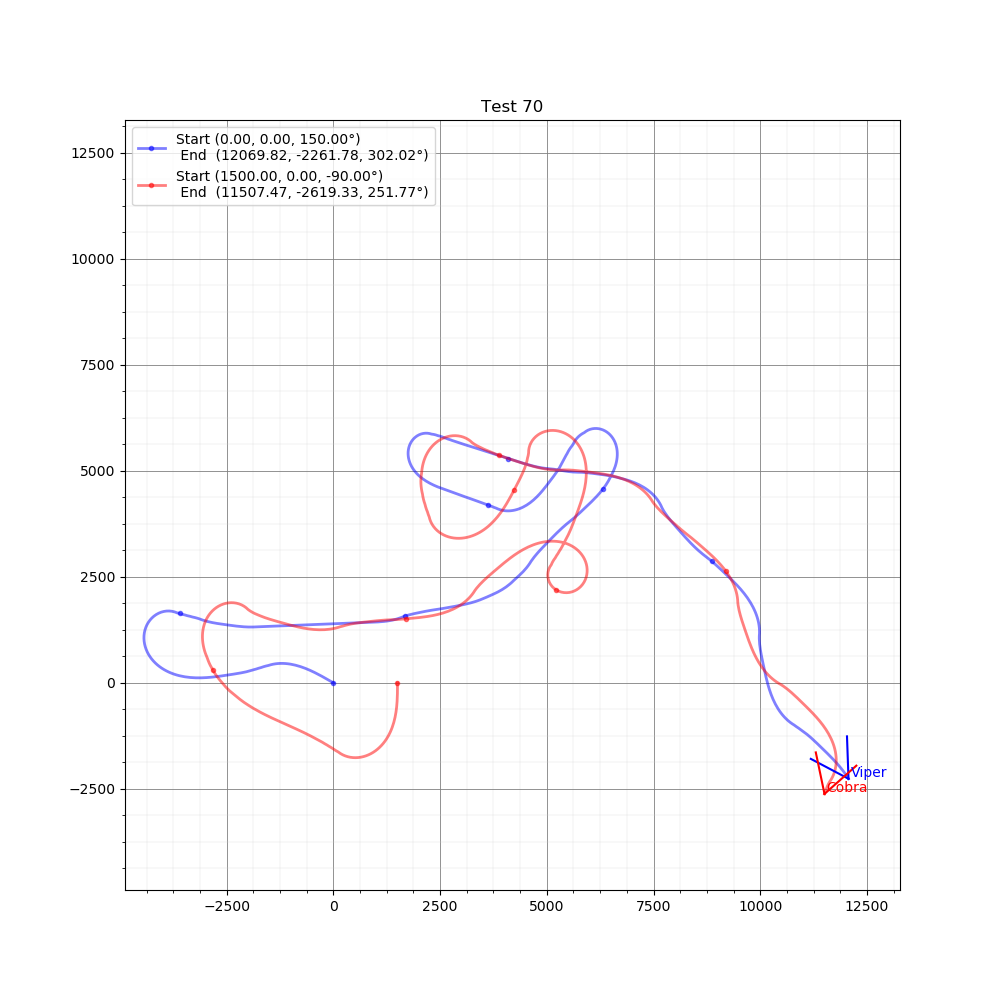 Test 70
Start (0.00, 0.00, 150.00°)
End (12069.82, -2261.78, 302.02°)
Start (1500.00, 0.00, -90.00°)
End (11507.47, -2619.33, 251.77°)
12500
10000
7500
5000
2500
0
−2500
Viper
Cobra
−2500 0 2500 5000 7500 10000 12500